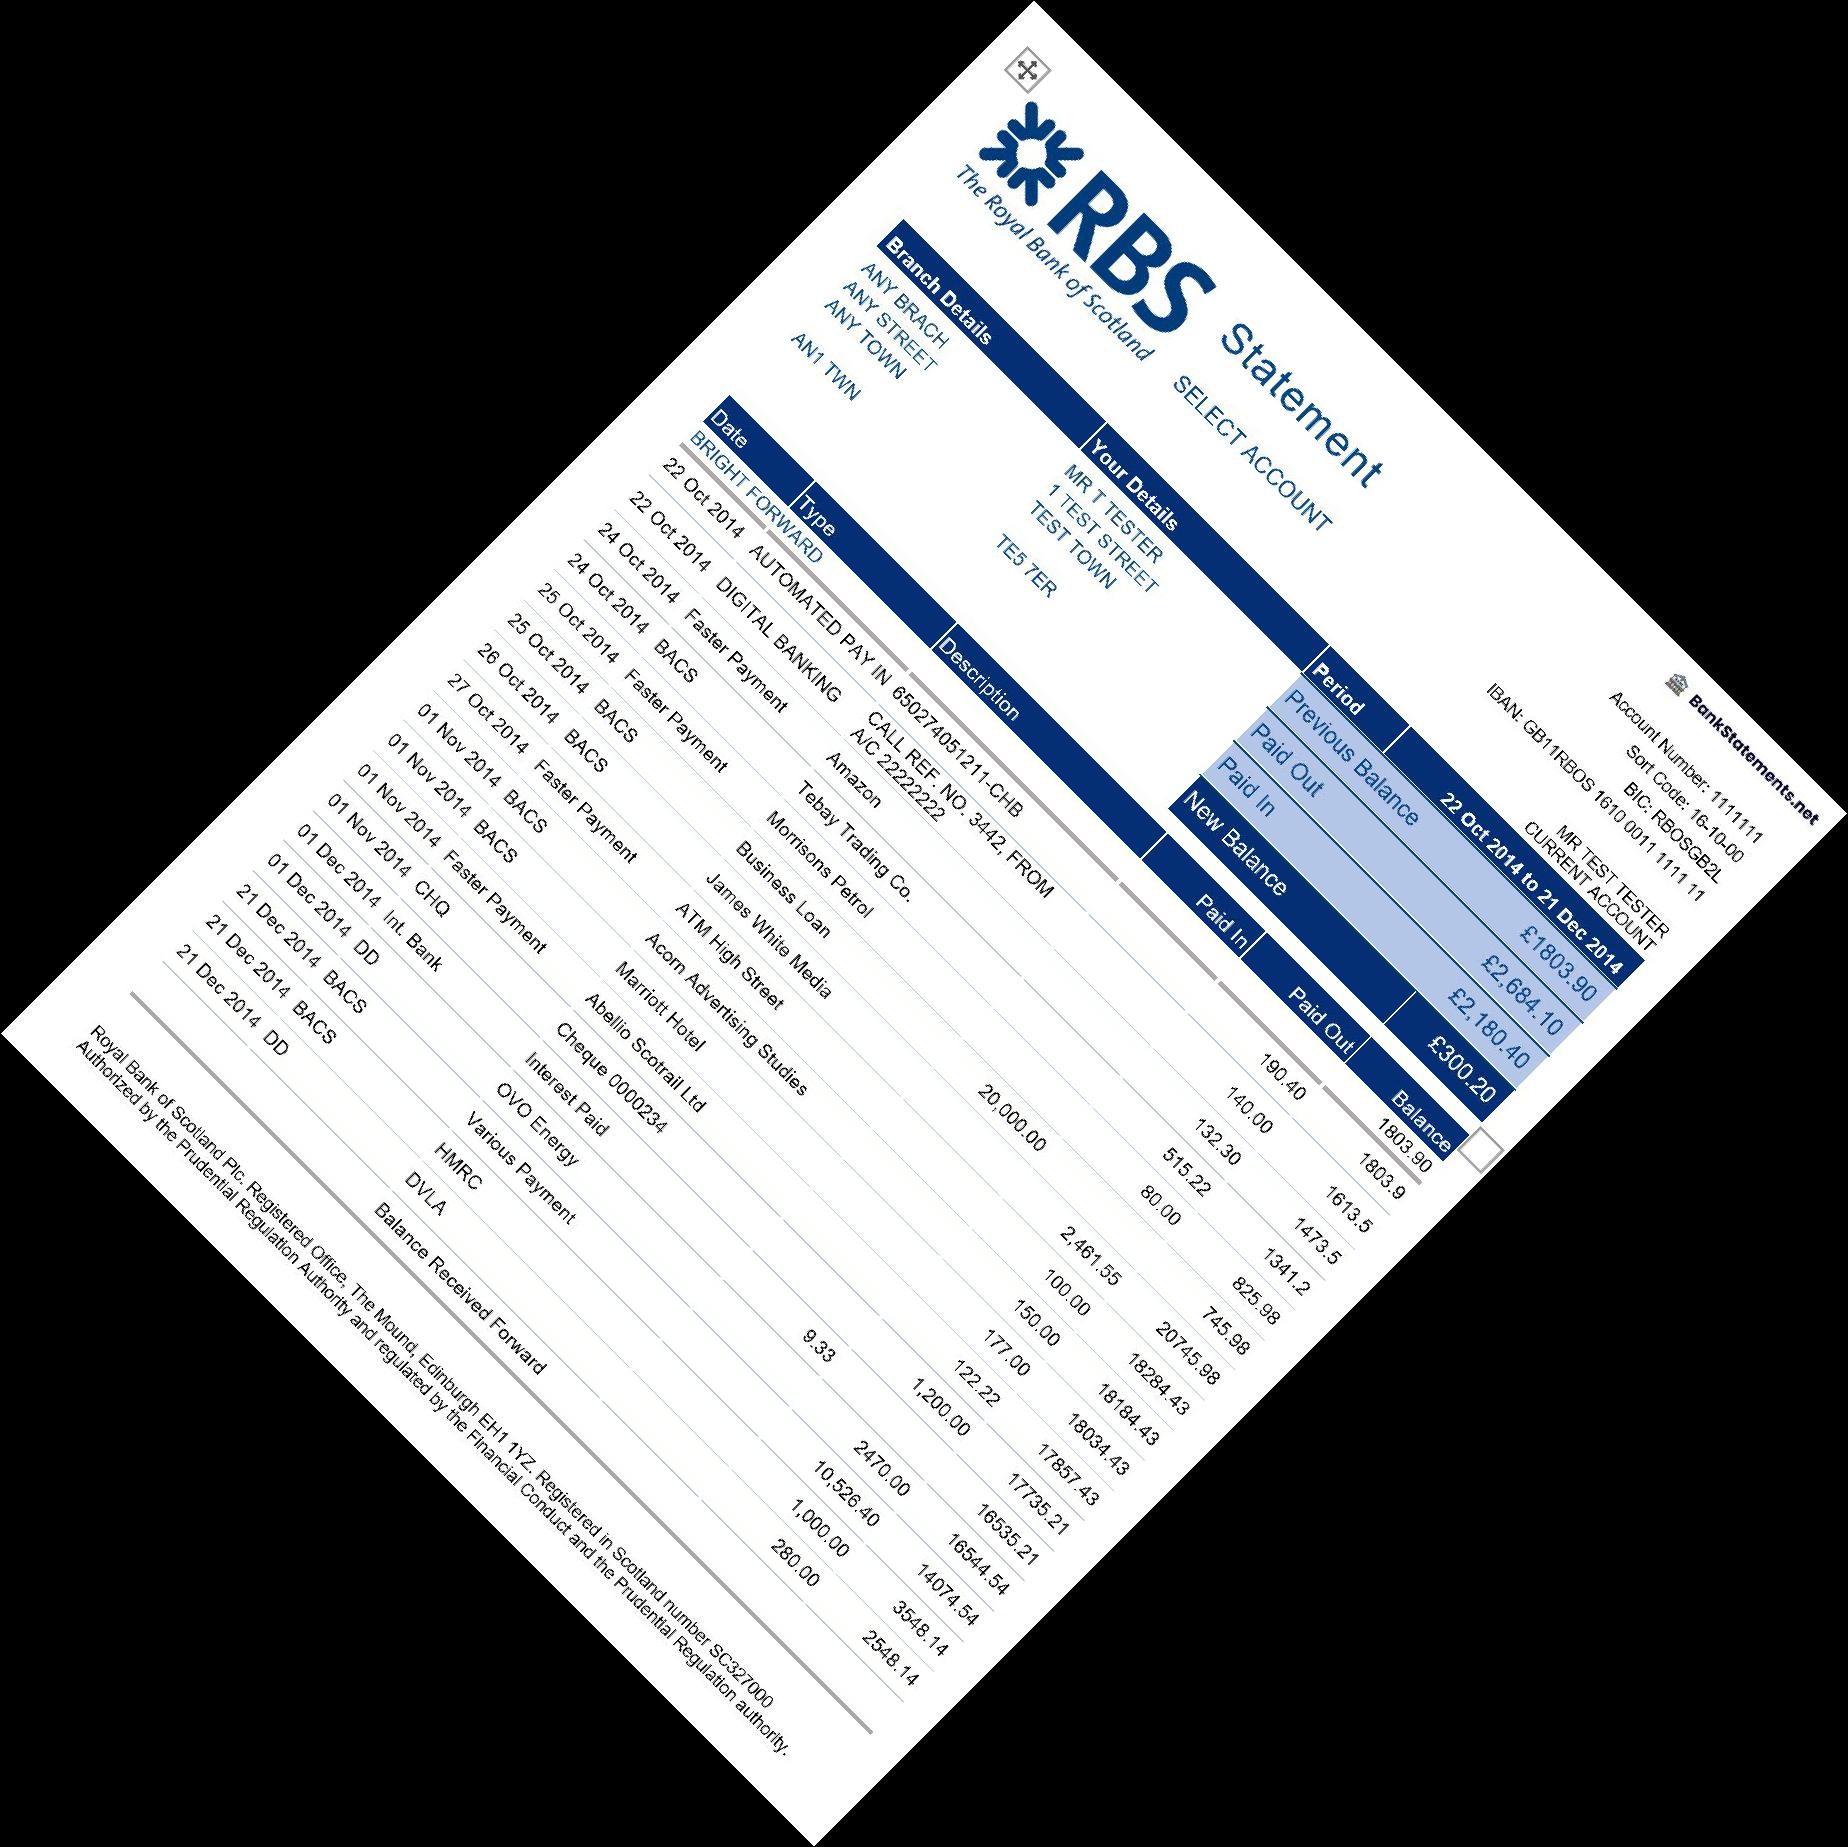 BankStatements.net
RBS
The Royal Bank of Scotland
Statement
SELECT ACCOUNT
Account Number: 1111111
Sort Code: 16-10-00
BIC: RBOSGB2L
IBAN: GB11RBOS 1610 0011 1111 11
MR TEST TESTER
CURRENT ACCOUNT
Branch Details Your Details Period 22 Oct 2014 to 21 Dec 2014
ANY BRACH MR T TESTER Previous Balance £1803.90
ANY STREET 1 TEST STREET Paid Out £2,684.10
ANY TOWN TEST TOWN Paid In £2,180.40
AN1 TWN TE5 7ER New Balance £300.20
Date Type Description Paid In Paid Out Balance
BRIGHT FORWARD 1803.90
22 Oct 2014 AUTOMATED PAY IN 650274051211-CHB 190.40 1803.9
CALL REF. NO. 3442, FROM
22 Oct 2014 DIGITAL BANKING A/C 22222222 140.00 1613.5
24 Oct 2014 Faster Payment Amazon 132.30 1473.5
24 Oct 2014 BACS Tebay Trading Co. 515.22 1341.2
25 Oct 2014 Faster Payment Morrisons Petrol 80.00 825.98
25 Oct 2014 BACS Business Loan 20,000.00 745.98
26 Oct 2014 BACS James White Media 2,461.55 20745.98
27 Oct 2014 Faster Payment ATM High Street 100.00 18284.43
01 Nov 2014 BACS Acorn Advertising Studies 150.00 18184.43
01 Nov 2014 BACS Marriott Hotel 177.00 18034.43
01 Nov 2014 Faster Payment Abellio Scotrail Ltd 122.22 17857.43
01 Nov 2014 CHQ Cheque 0000234 1,200.00 17735.21
01 Dec 2014 Int. Bank Interest Paid 9.33 16535.21
01 Dec 2014 DD OVO Energy 2470.00 16544.54
21 Dec 2014 BACS Various Payment 10,526.40 14074.54
21 Dec 2014 BACS HMRC 1,000.00 3548.14
21 Dec 2014 DD DVLA 280.00 2548.14
Balance Received Forward
Royal Bank of Scotland Plc. Registered Office, The Mound, Edinburgh EH1 1YZ. Registered in Scotland number SC327000
Authorized by the Prudential Regulation Authority and regulated by the Financial Conduct and the Prudential Regulation authority.